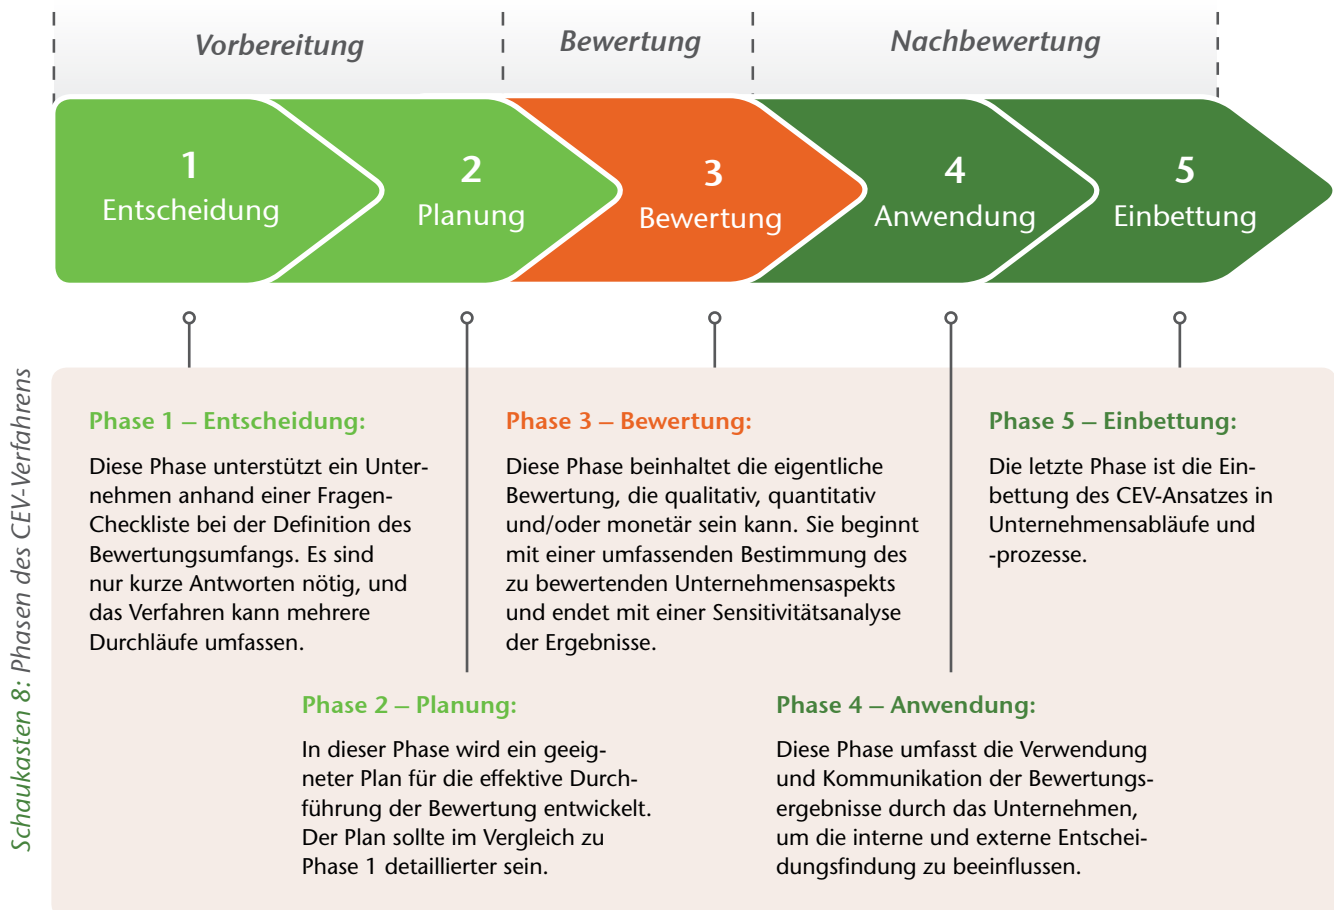 Vorbereitung
Bewertung
Nachbewertung
1
Entscheidung
2
Planung
3
Bewertung
4
Anwendung
5
Einbettung
Schaukasten 8: Phasen des CEV-Verfahrens
Phase 1 – Entscheidung:
Diese Phase unterstützt ein Unter-
nehmen anhand einer Fragen-
Checkliste bei der Definition des
Bewertungsumfangs. Es sind
nur kurze Antworten nötig, und
das Verfahren kann mehrere
Durchläufe umfassen.
Phase 2 – Planung:
In dieser Phase wird ein geeig-
neter Plan für die effektive Durch-
führung der Bewertung entwickelt.
Der Plan sollte im Vergleich zu
Phase 1 detaillierter sein.
Phase 3 – Bewertung:
Diese Phase beinhaltet die eigentliche
Bewertung, die qualitativ, quantitativ
und/oder monetär sein kann. Sie beginnt
mit einer umfassenden Bestimmung des
zu bewertenden Unternehmensaspekts
und endet mit einer Sensitivitätsanalyse
der Ergebnisse.
Phase 4 – Anwendung:
Diese Phase umfasst die Verwendung
und Kommunikation der Bewertungs-
ergebnisse durch das Unternehmen,
um die interne und externe Entschei-
dungsfindung zu beeinflussen.
Phase 5 – Einbettung:
Die letzte Phase ist die Ein-
bettung des CEV-Ansatzes in
Unternehmensabläufe und
-prozesse.